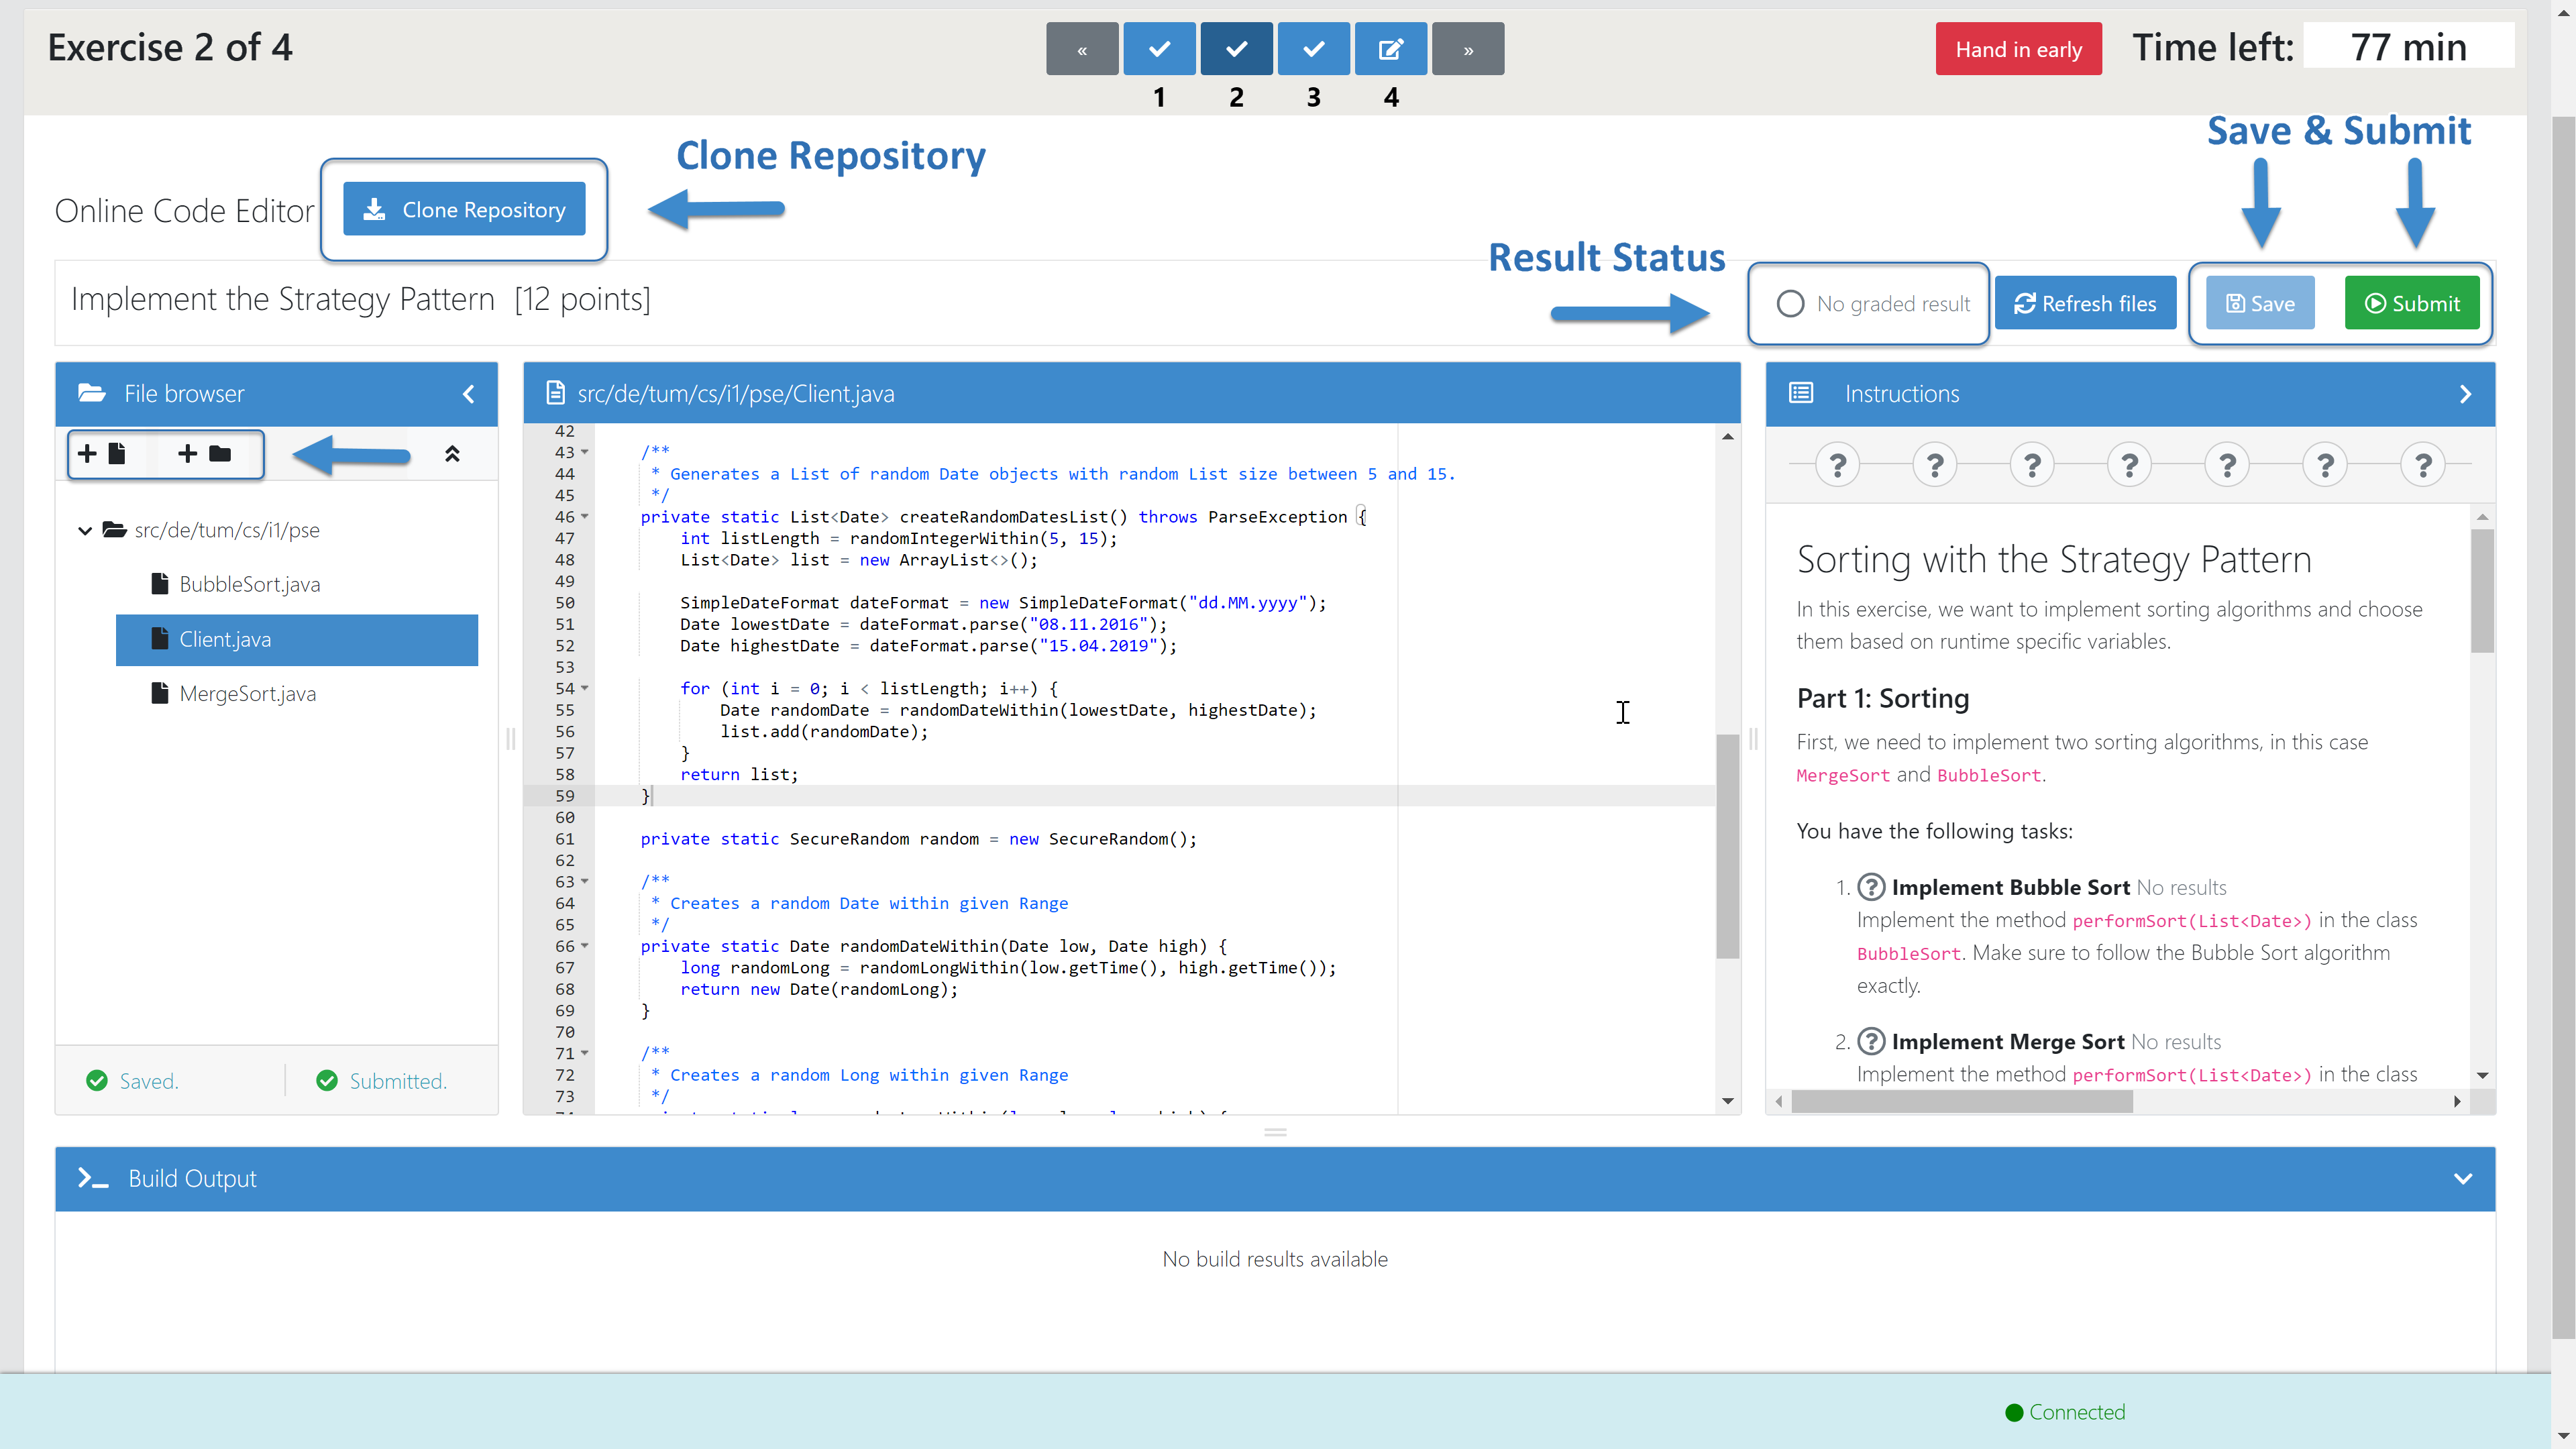 Exercise 2 of 4
«
»
Hand in early
Time left: 77 min
1 2 3 4
Save & Submit
Clone Repository
Online Code Editor
Clone Repository
Result Status
Implement the Strategy Pattern [12 points]
No graded result
Refresh files
Save
Submit
File browser
src/de/tum/cs/i1/pse
BubbleSort.java
Client.java
MergeSort.java
Saved.
Submitted.
src/de/tum/cs/i1/pse/Client.java
42
43 /**
44 * Generates a List of random Date objects with random List size between 5 and 15.
45 */
46 private static List<Date> createRandomDatesList() throws ParseException {
47 int listLength = randomIntegerWithin(5, 15);
48 List<Date> list = new ArrayList<>();
49
50 SimpleDateFormat dateFormat = new SimpleDateFormat("dd.MM.yyyy");
51 Date lowestDate = dateFormat.parse("08.11.2016");
52 Date highestDate = dateFormat.parse("15.04.2019");
53
54 for (int i = 0; i < listLength; i++) {
55 Date randomDate = randomDateWithin(lowestDate, highestDate);
56 list.add(randomDate);
57 }
58 return list;
59 }
60
61 private static SecureRandom random = new SecureRandom();
62
63 /**
64 * Creates a random Date within given Range
65 */
66 private static Date randomDateWithin(Date low, Date high) {
67 long randomLong = randomLongWithin(low.getTime(), high.getTime());
68 return new Date(randomLong);
69 }
70
71 /**
72 * Creates a random Long within given Range
73 */
Instructions
? ? ? ? ? ? ?
Sorting with the Strategy Pattern
In this exercise, we want to implement sorting algorithms and choose
them based on runtime specific variables.
Part 1: Sorting
First, we need to implement two sorting algorithms, in this case
MergeSort and BubbleSort.
You have the following tasks:
1. ? Implement Bubble Sort No results
Implement the method performSort(List<Date>) in the class
BubbleSort. Make sure to follow the Bubble Sort algorithm
exactly.
2. ? Implement Merge Sort No results
Implement the method performSort(List<Date>) in the class
Build Output
No build results available
Connected